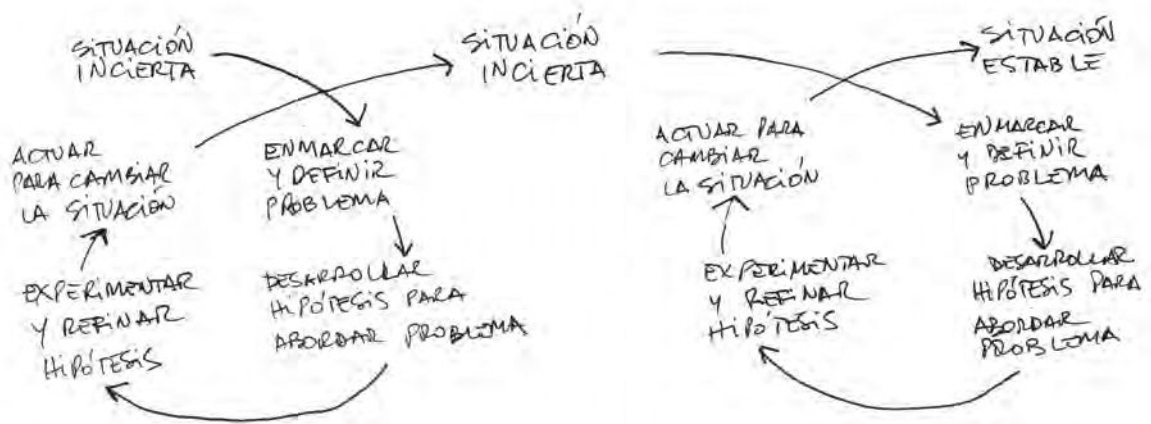 SITUACIÓN
INCIERTA
ENMARCAR
Y DEFINIR
PROBLEMA
DESARROLLAR
HIPÓTESIS PARA
ABORDAR PROBLEMA
EXPERIMENTAR
Y REFINAR
HIPÓTESIS
ACTUAR
PARA CAMBIAR
LA SITUACIÓN
SITUACIÓN
INCIERTA
ENMARCAR
Y DEFINIR
PROBLEMA
DESARROLLAR
HIPÓTESIS PARA
ABORDAR
PROBLEMA
EXPERIMENTAR
Y REFINAR
HIPÓTESIS
ACTUAR PARA
CAMBIAR
LA SITUACIÓN
SITUACIÓN
ESTABLE